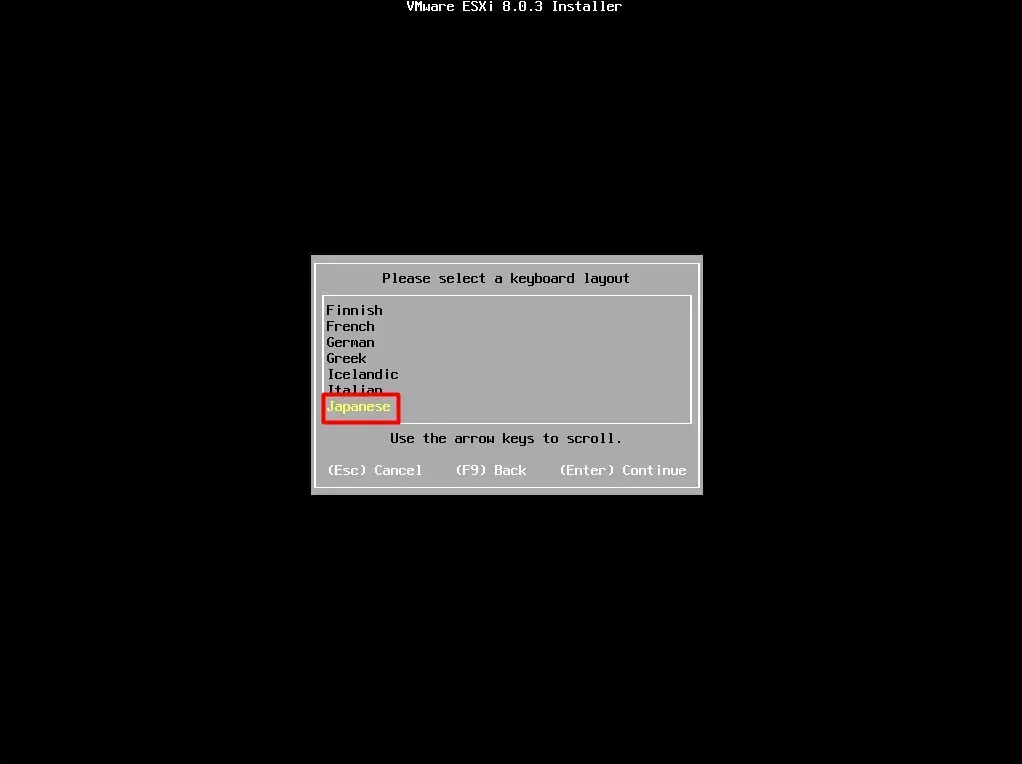 VMware ESXi 8.0.3 Installer
Please select a keyboard layout
Finnish
French
German
Greek
Icelandic
Italian
Japanese
Use the arrow keys to scroll.
(Esc) Cancel (F9) Back (Enter) Continue